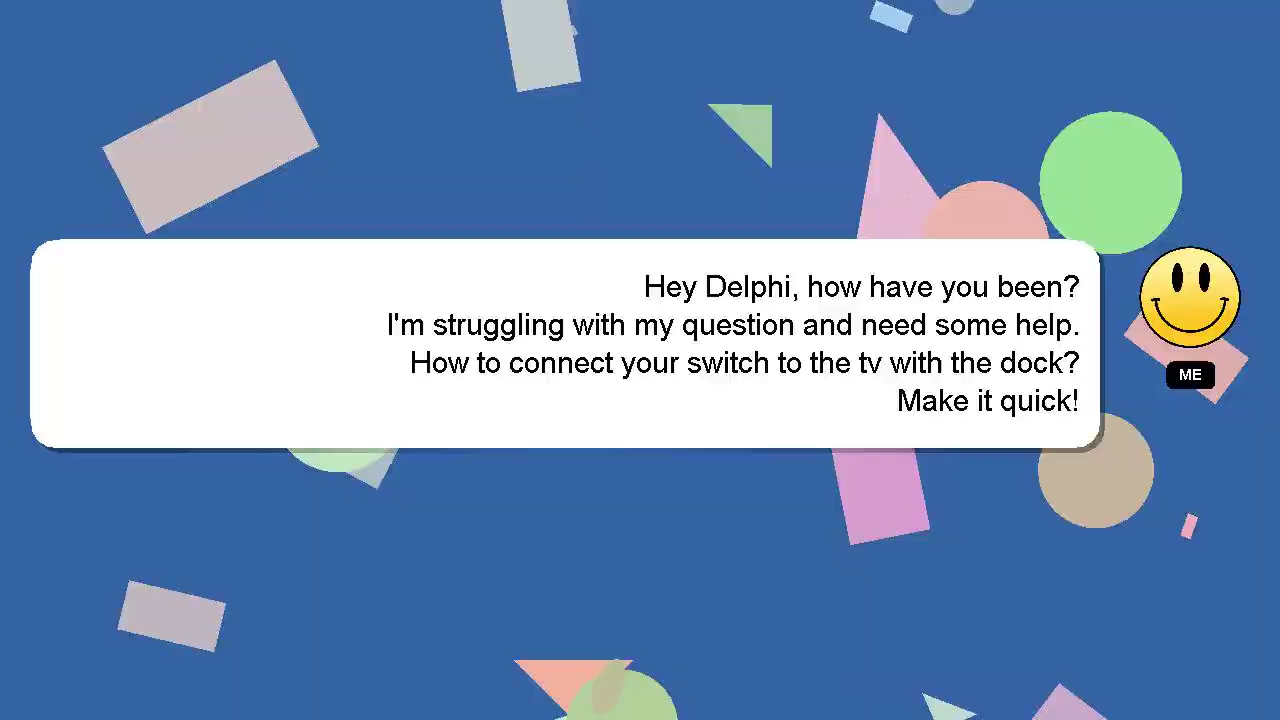 Hey Delphi, how have you been?
I'm struggling with my question and need some help.
How to connect your switch to the tv with the dock?
Make it quick!
ME